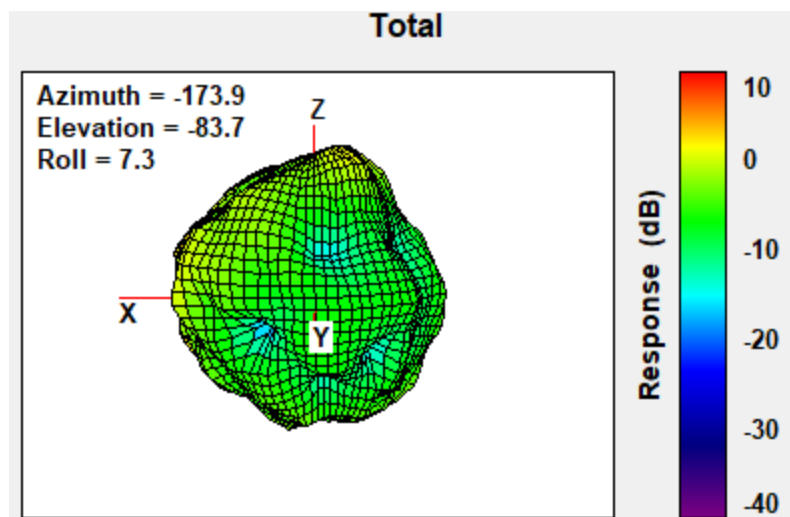 Total
Azimuth = -173.9
Elevation = -83.7
Roll = 7.3
Z
X
Y
Response (dB)
10
0
-10
-20
-30
-40